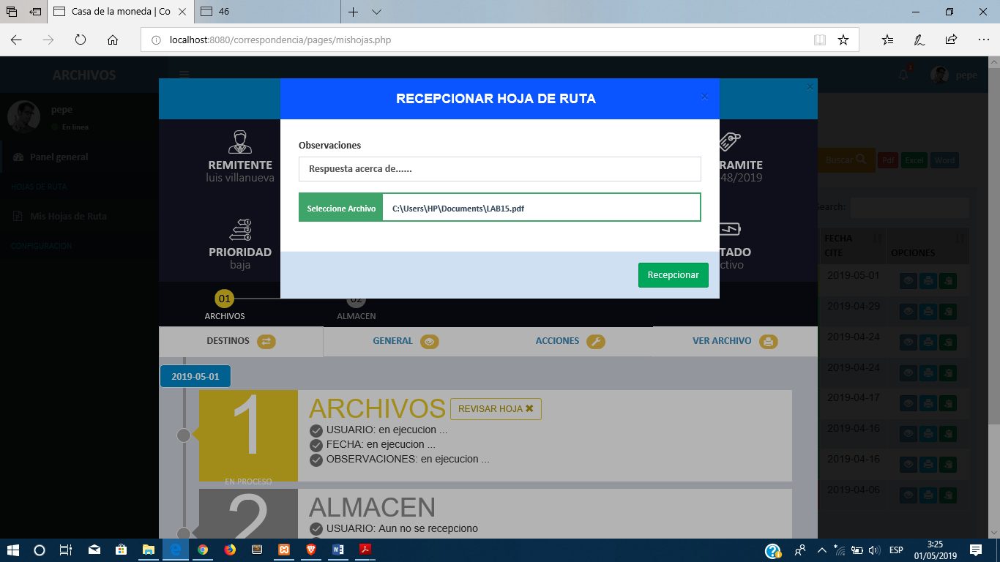 Casa de la moneda | Co
46
localhost:8080/correspondencia/pages/mishojas.php
ARCHIVOS
1
pepe
pepe
En linea
Panel general
HOJAS DE RUTA
Mis Hojas de Ruta
CONFIGURACION
RECEPCIONAR HOJA DE RUTA
×
×
Observaciones
Respuesta acerca de......
Seleccione Archivo
C:\Users\HP\Documents\LAB15.pdf
Recepcionar
REMITENTE
luis villanueva
RAMITE
48/2019
PRIORIDAD
baja
TADO
ctivo
Buscar
Pdf
Excel
Word
earch:
FECHA
CITE
OPCIONES
2019-05-01
2019-04-29
2019-04-24
2019-04-24
2019-04-17
2019-04-16
2019-04-16
2019-04-06
01
02
ARCHIVOS
ALMACEN
DESTINOS
GENERAL
ACCIONES
VER ARCHIVO
2019-05-01
1
EN PROCESO
ARCHIVOS
REVISAR HOJA
USUARIO: en ejecucion ...
FECHA: en ejecucion ...
OBSERVACIONES: en ejecucion ...
2
ALMACEN
USUARIO: Aun no se recepciono
ESP
3:25
01/05/2019